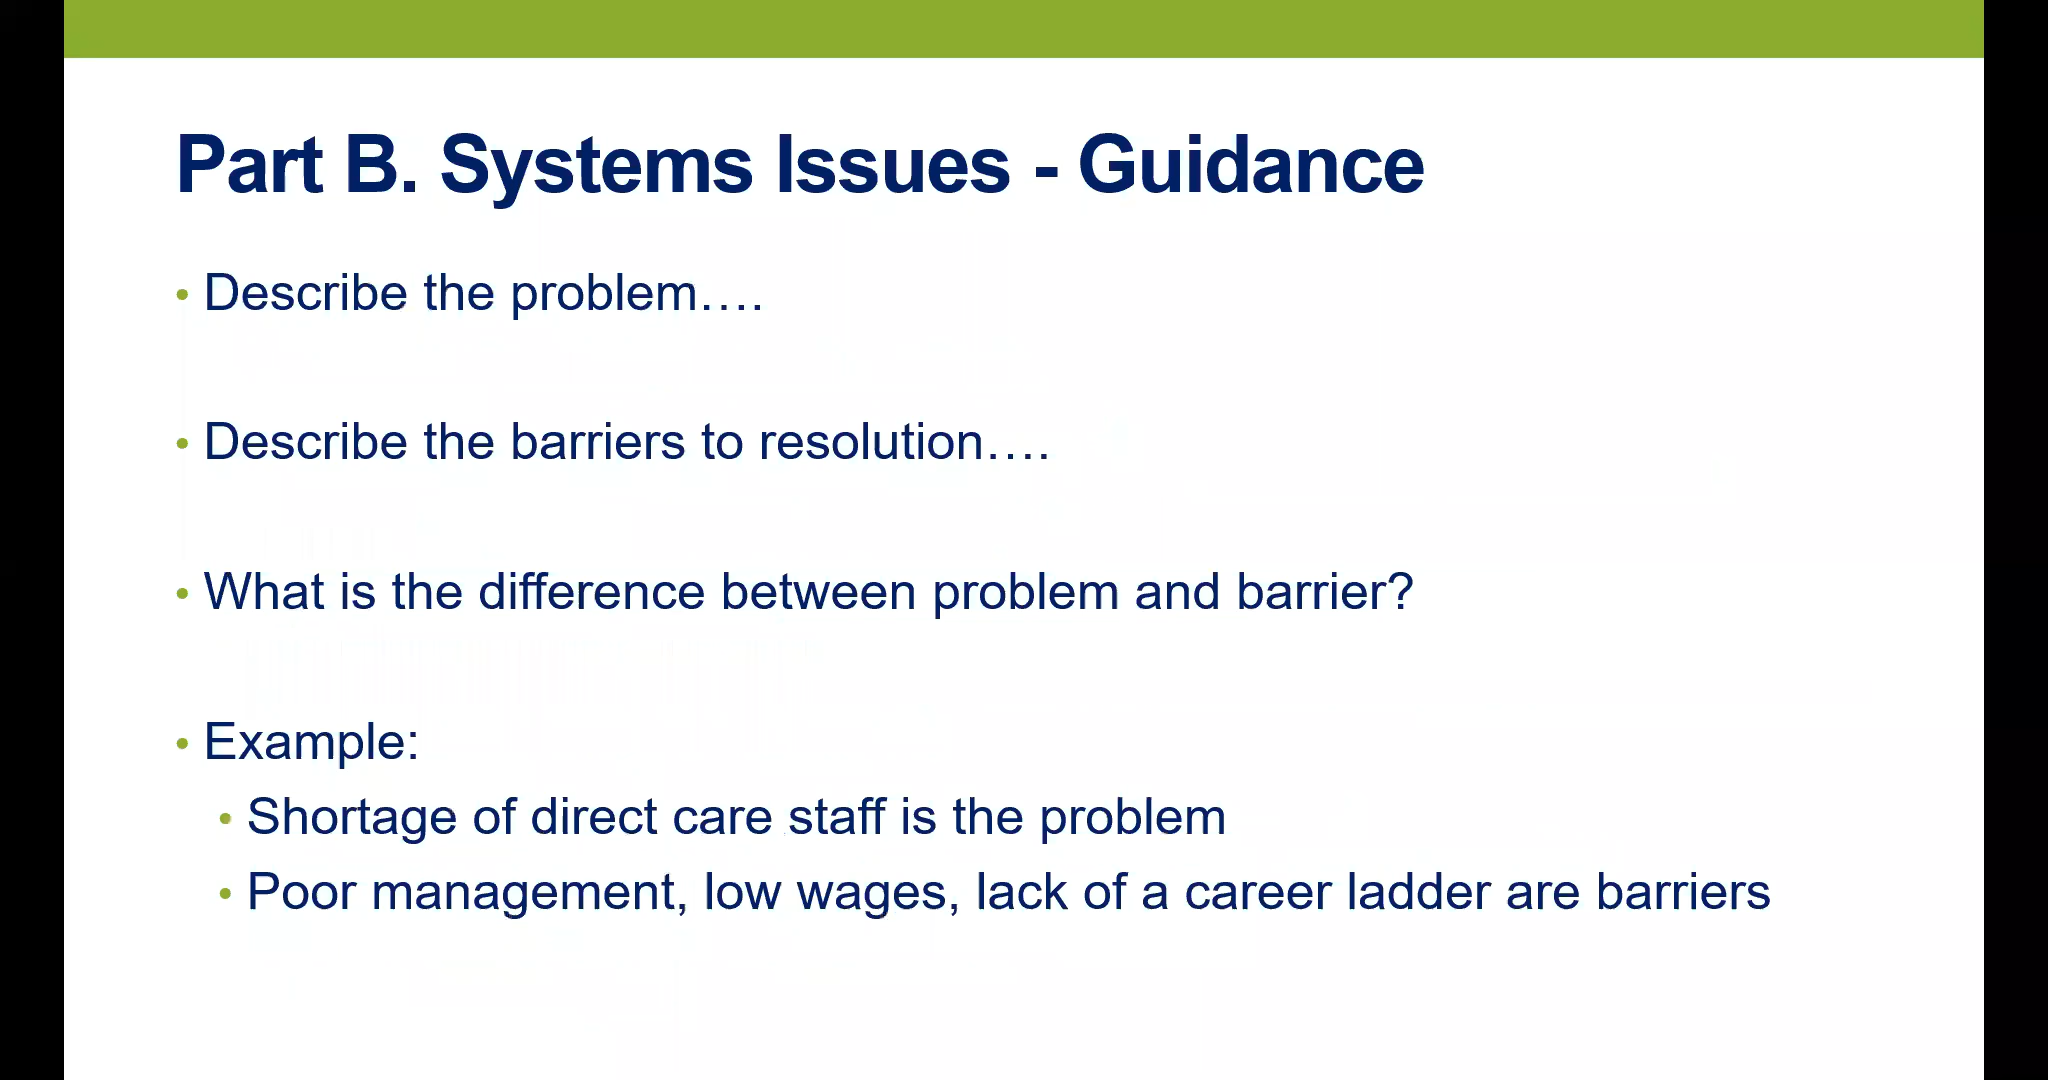 Part B. Systems Issues - Guidance
• Describe the problem….
• Describe the barriers to resolution….
• What is the difference between problem and barrier?
• Example:
• Shortage of direct care staff is the problem
• Poor management, low wages, lack of a career ladder are barriers